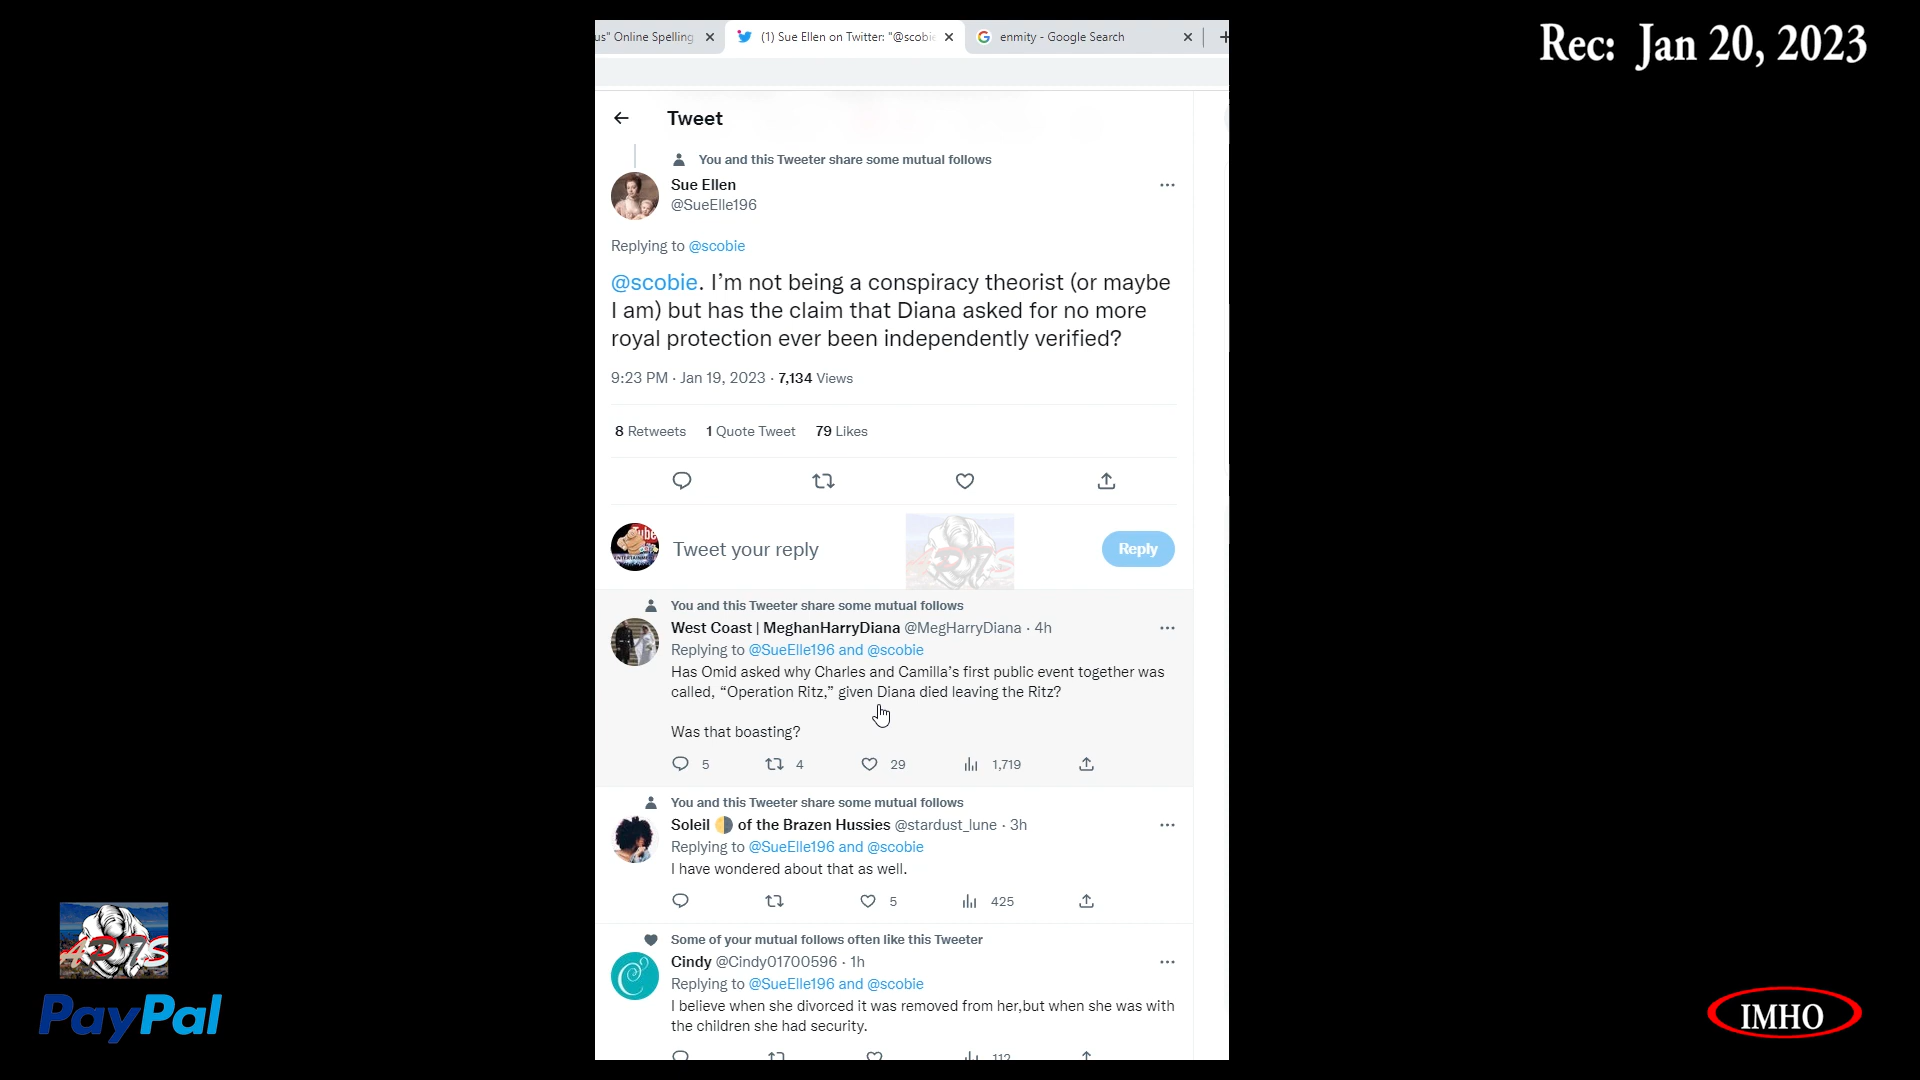 Rec: Jan 20, 2023
us" Online Spelling
(1) Sue Ellen on Twitter: "@scobie
enmity - Google Search
Tweet
You and this Tweeter share some mutual follows
Sue Ellen
@SueElle196
Replying to @scobie
@scobie. I’m not being a conspiracy theorist (or maybe
I am) but has the claim that Diana asked for no more
royal protection ever been independently verified?
9:23 PM · Jan 19, 2023 · 7,134 Views
8 Retweets 1 Quote Tweet 79 Likes
Tweet your reply
Reply
You and this Tweeter share some mutual follows
West Coast | MeghanHarryDiana @MegHarryDiana · 4h
Replying to @SueElle196 and @scobie
Has Omid asked why Charles and Camilla’s first public event together was
called, “Operation Ritz,” given Diana died leaving the Ritz?
Was that boasting?
5 4 29 1,719
You and this Tweeter share some mutual follows
Soleil of the Brazen Hussies @stardust_lune · 3h
Replying to @SueElle196 and @scobie
I have wondered about that as well.
5 425
Some of your mutual follows often like this Tweeter
Cindy @Cindy01700596 · 1h
Replying to @SueElle196 and @scobie
I believe when she divorced it was removed from her,but when she was with
the children she had security.
112
PayPal
IMHO